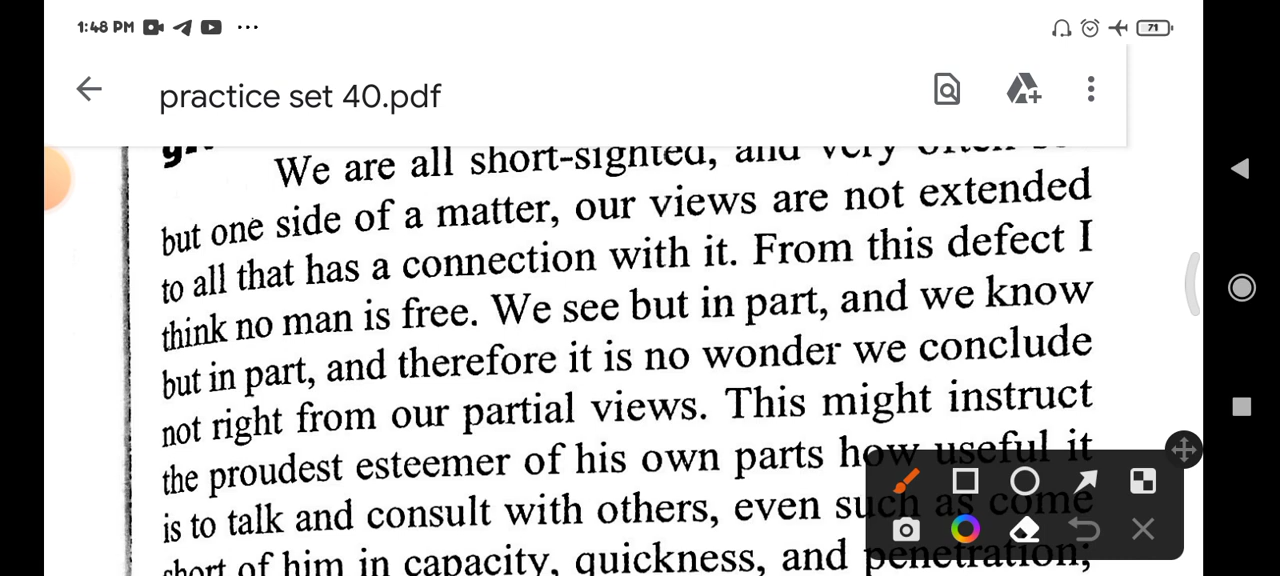 1:48 PM ...
71
practice set 40.pdf
We are all short-sighted, and very often
but one side of a matter, our views are not extended
to all that has a connection with it. From this defect I
think no man is free. We see but in part, and we know
but in part, and therefore it is no wonder we conclude
not right from our partial views. This might instruct
the proudest esteemer of his own parts how useful it
is to talk and consult with others, even such as come
short of him in capacity, quickness, and penetration;